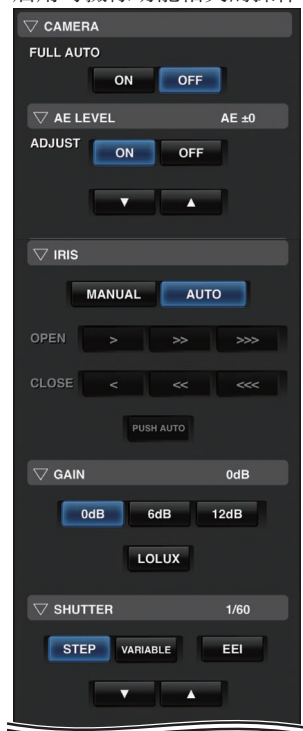 ▽ CAMERA
FULL AUTO
ON OFF
▽ AE LEVEL AE ±0
ADJUST ON OFF
▼ ▲
▽ IRIS
MANUAL AUTO
OPEN > >> >>>
CLOSE < << <<<
PUSH AUTO
▽ GAIN 0dB
0dB 6dB 12dB
LOLUX
▽ SHUTTER 1/60
STEP VARIABLE EEI
▼ ▲